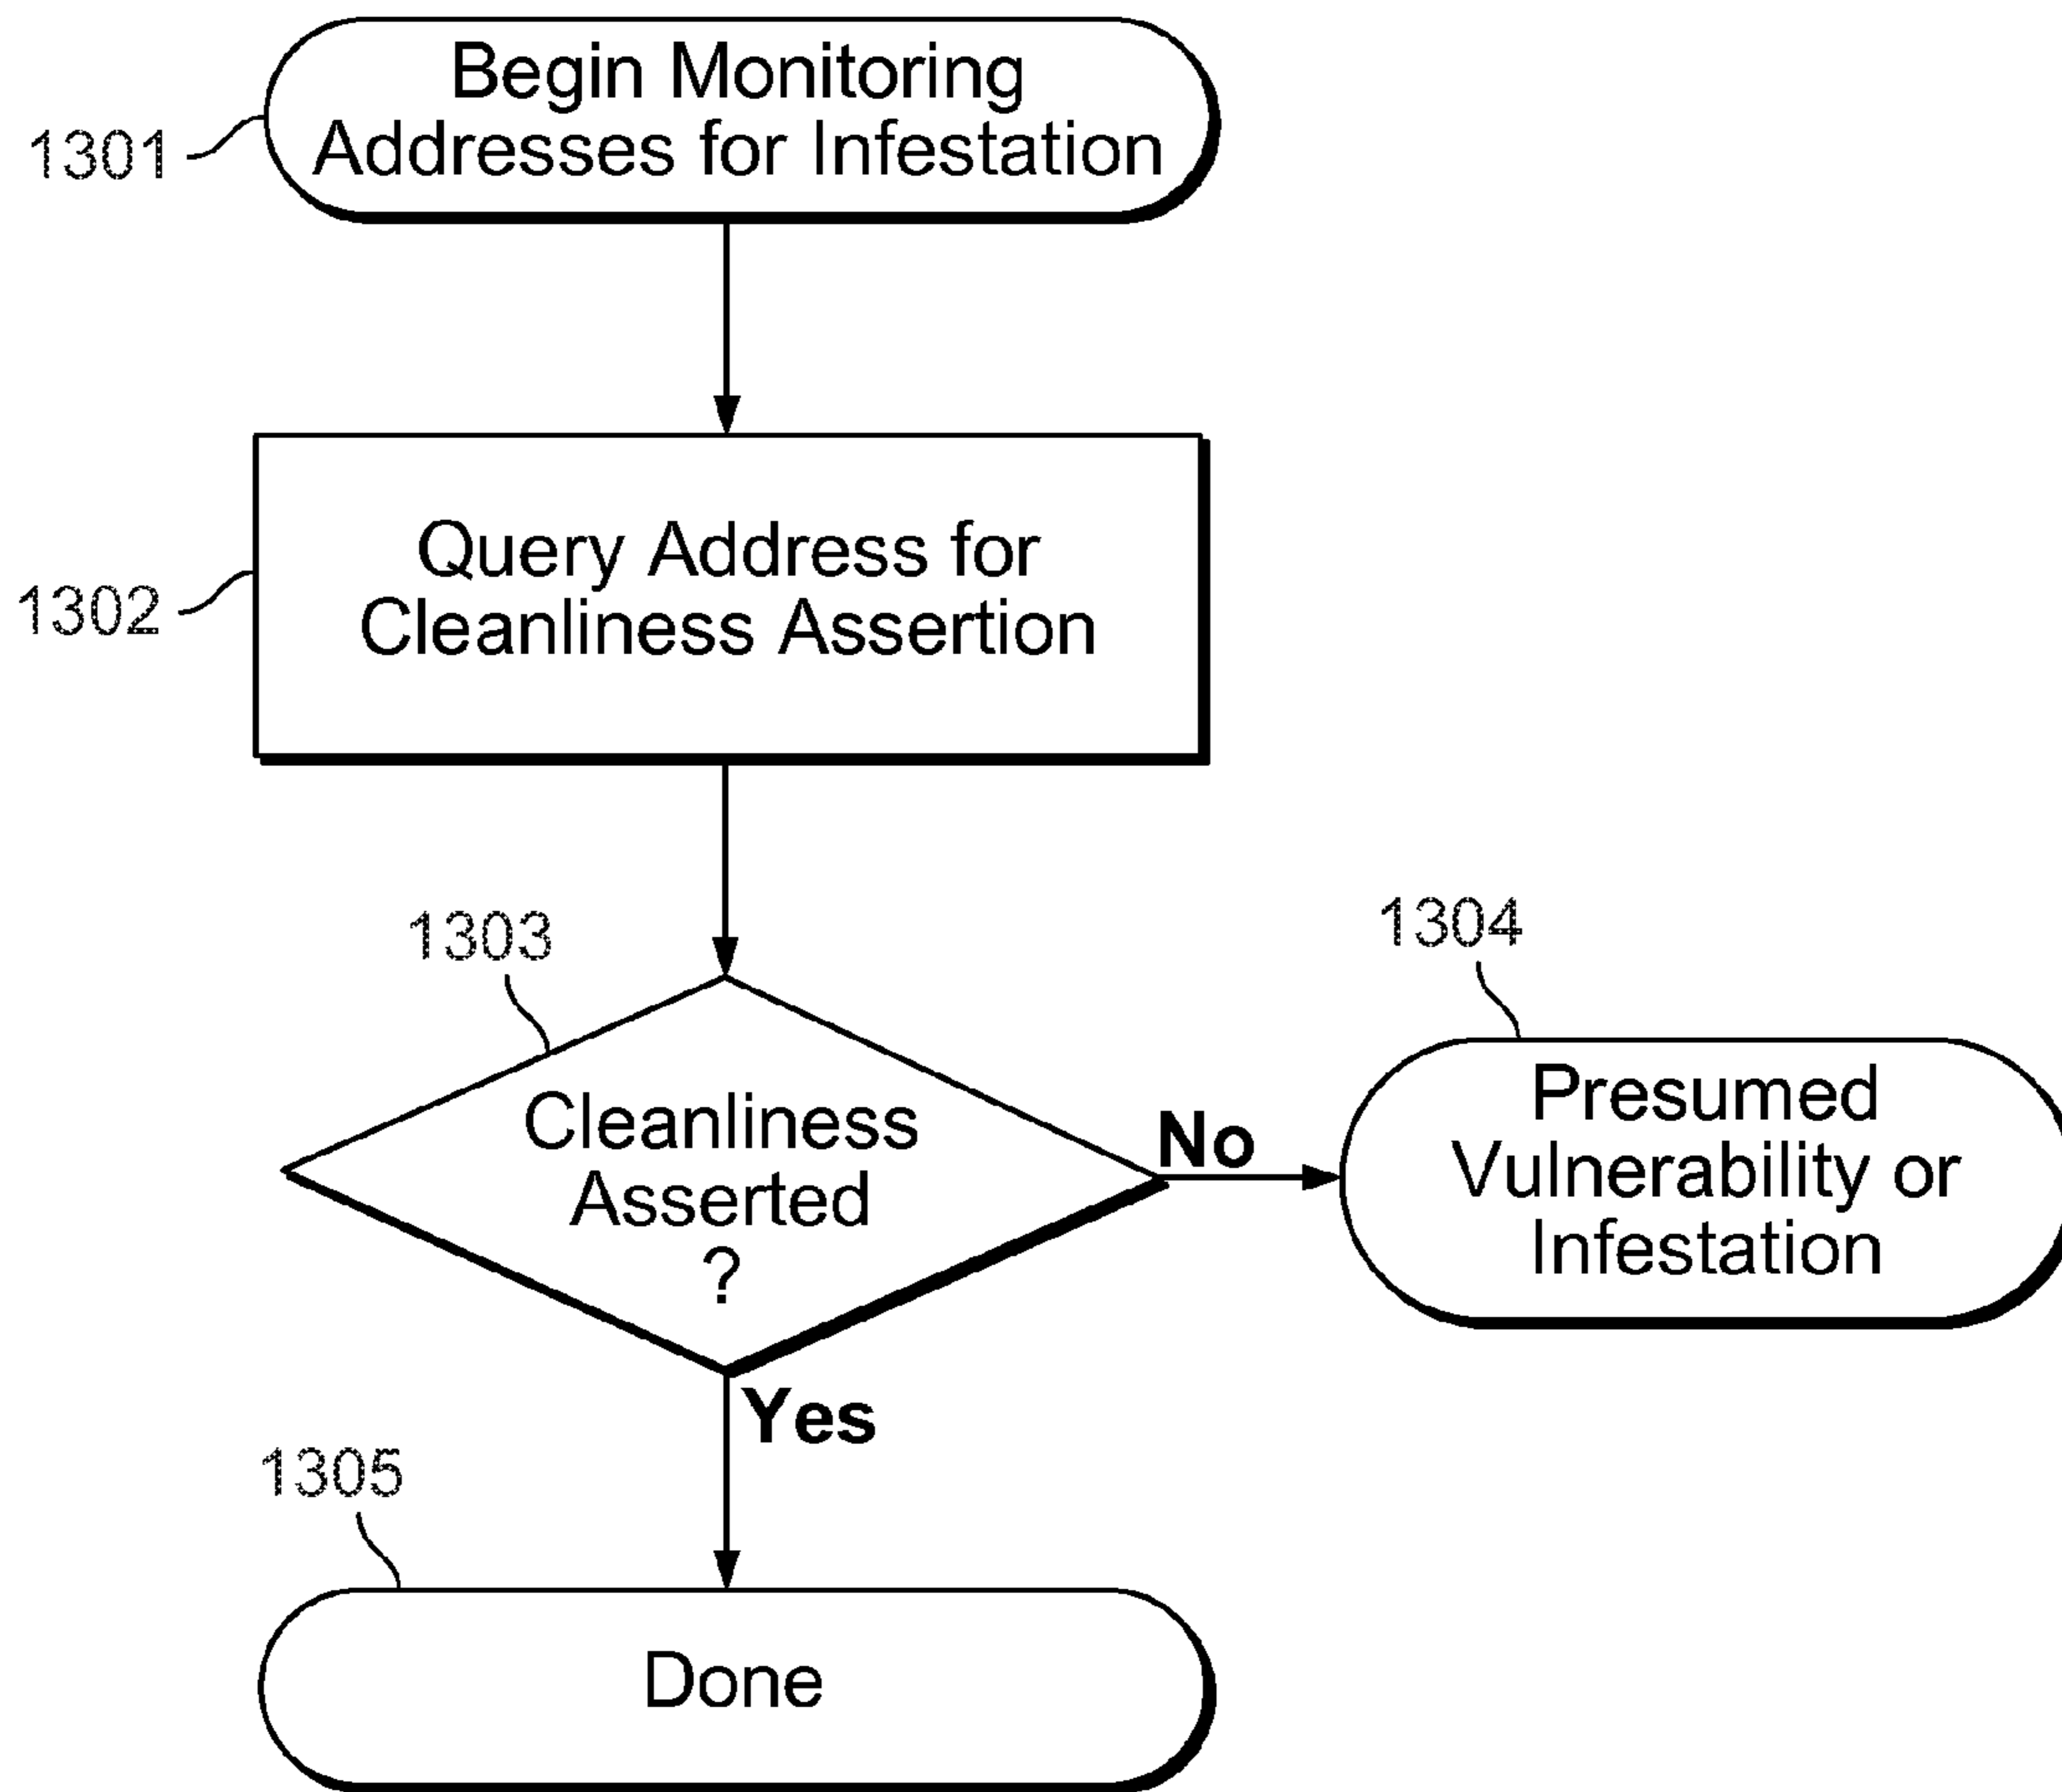 Begin Monitoring
Addresses for Infestation
1301
Query Address for
Cleanliness Assertion
1302
1303
Cleanliness
Asserted
?
No
1304
Presumed
Vulnerability or
Infestation
Yes
1305
Done